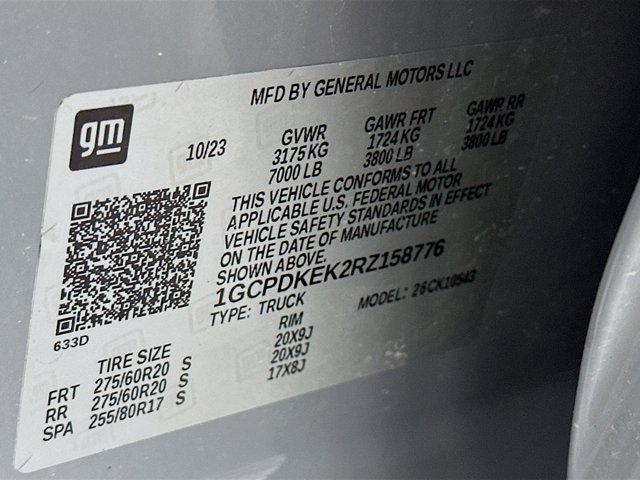 MFD BY GENERAL MOTORS LLC
gm
10/23 GVWR GAWR FRT GAWR RR
3175 KG 1724 KG 1724 KG
7000 LB 3800 LB 3800 LB
THIS VEHICLE CONFORMS TO ALL
APPLICABLE U.S. FEDERAL MOTOR
VEHICLE SAFETY STANDARDS IN EFFECT
ON THE DATE OF MANUFACTURE
SHOWN ABOVE.
1GCPDKEK2RZ158776
TYPE: TRUCK MODEL: 26CK10543
633D
TIRE SIZE RIM
FRT 275/60R20 S 20X9J
RR 275/60R20 S 20X9J
SPA 255/80R17 S 17X8J